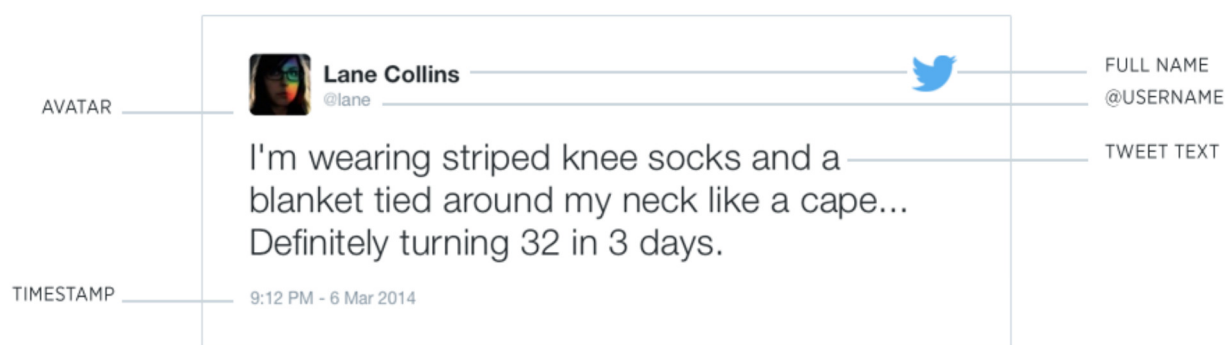 Lane Collins
FULL NAME
@lane
@USERNAME
AVATAR
I'm wearing striped knee socks and a
TWEET TEXT
blanket tied around my neck like a cape...
Definitely turning 32 in 3 days.
TIMESTAMP
9:12 PM - 6 Mar 2014